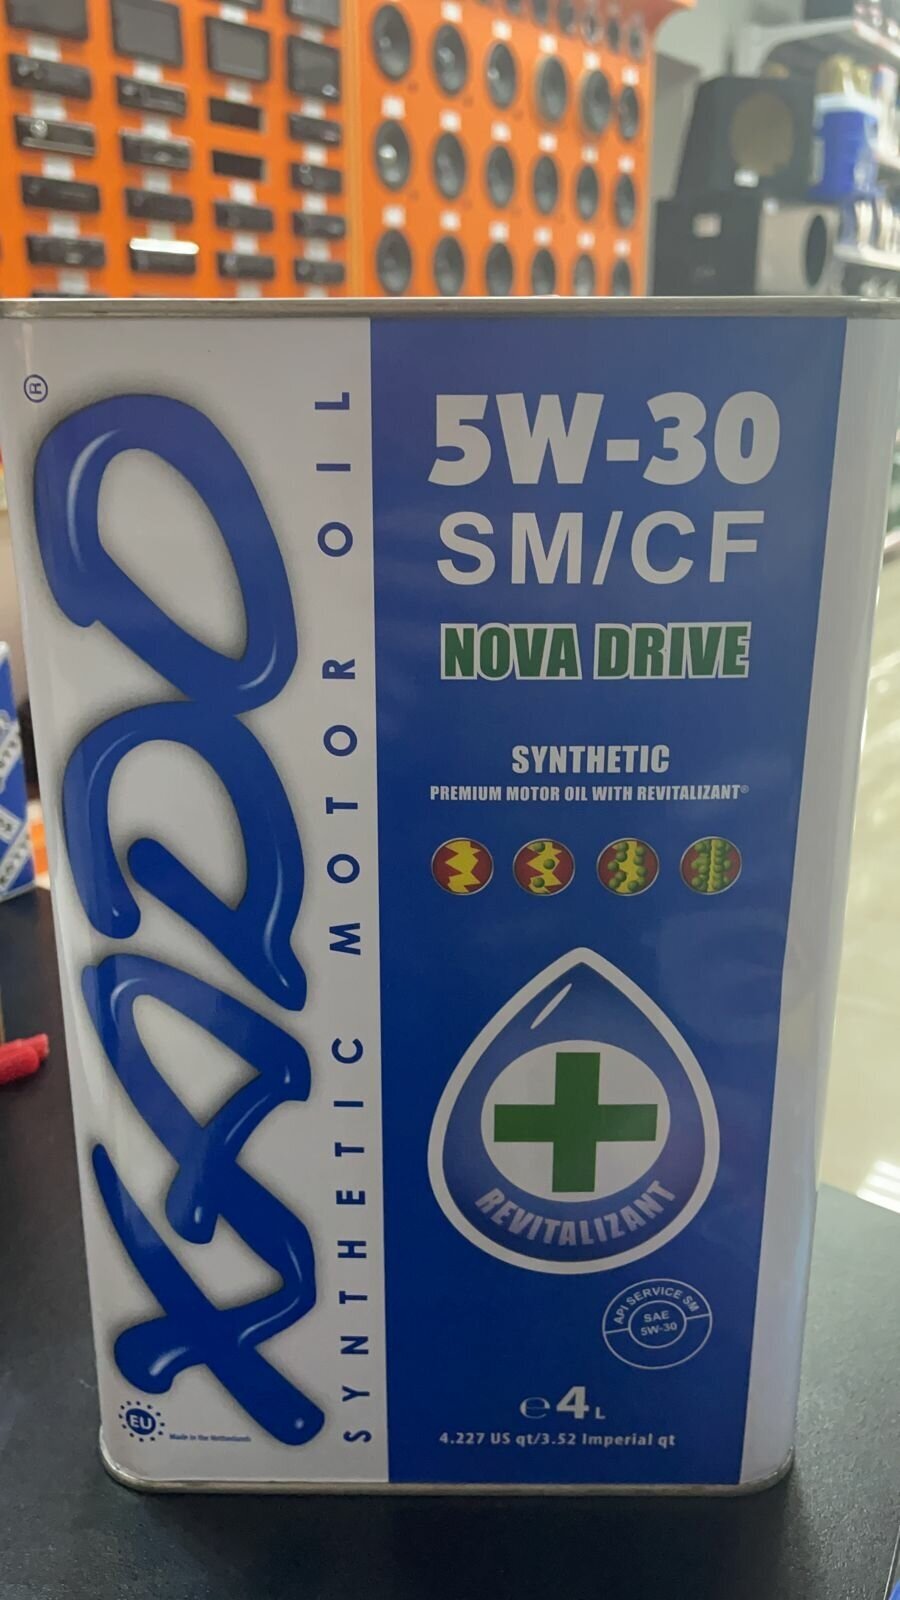 XADO
®
SYNTHETIC MOTOR OIL
5W-30
SM/CF
NOVA DRIVE
SYNTHETIC
PREMIUM MOTOR OIL WITH REVITALIZANT®
REVITALIZANT
API SERVICE SM
SAE
5W-30
℮4L
4.227 US qt/3.52 Imperial qt
EU
Made in the Netherlands